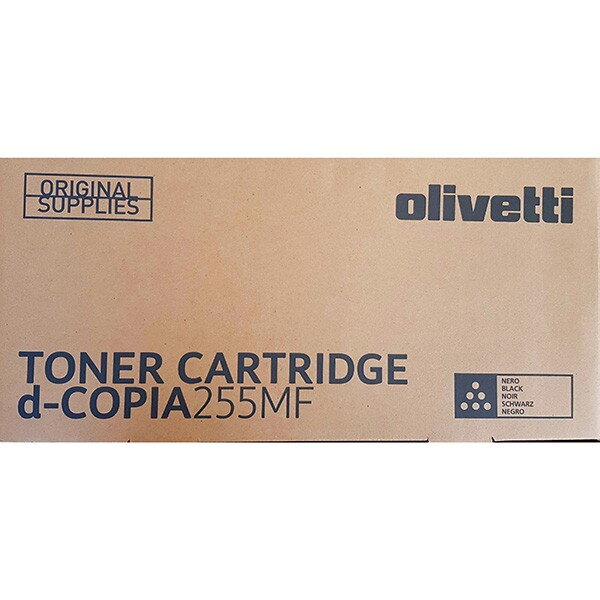 ORIGINAL
SUPPLIES
olivetti
TONER CARTRIDGE
d-COPIA255MF
NERO
BLACK
NOIR
SCHWARZ
NEGRO